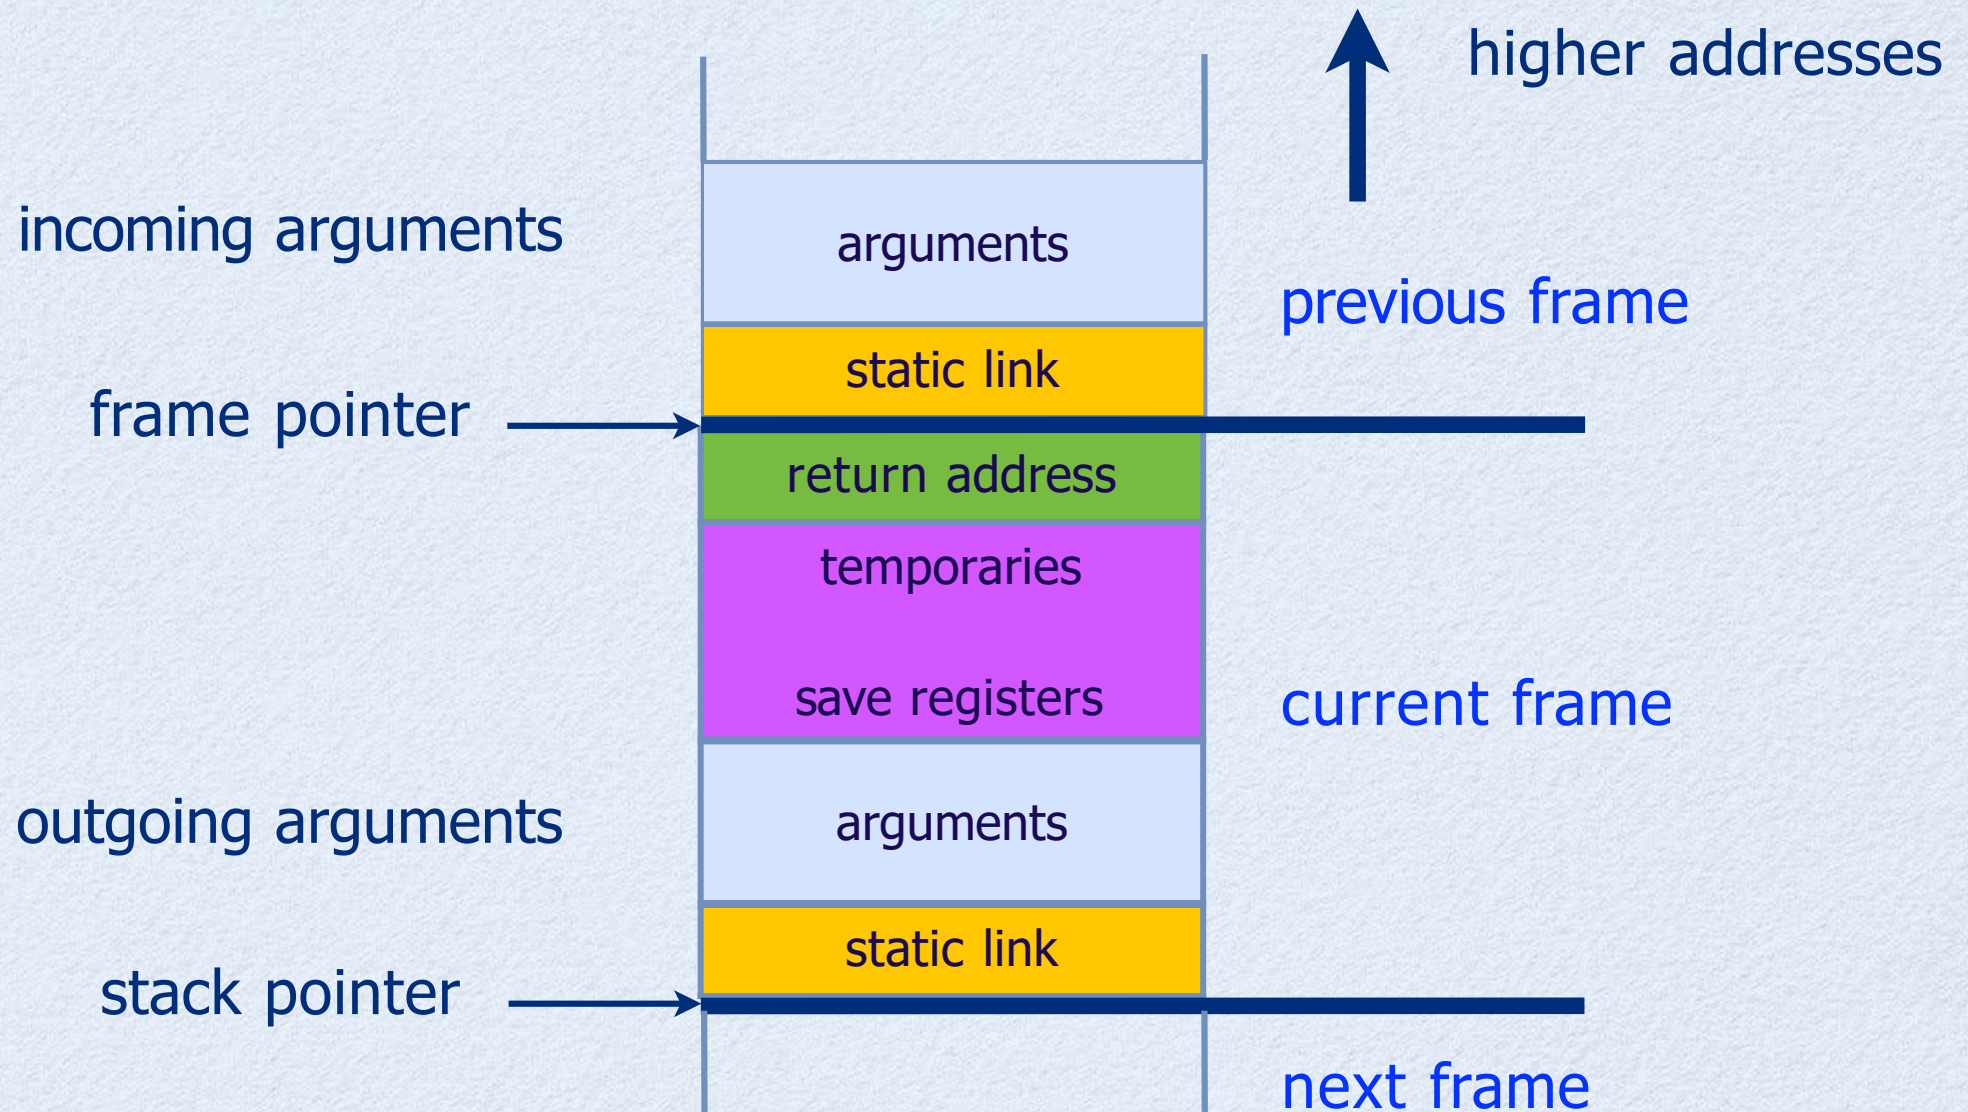 higher addresses
incoming arguments
arguments
previous frame
static link
frame pointer
return address
temporaries
save registers
current frame
outgoing arguments
arguments
static link
stack pointer
next frame